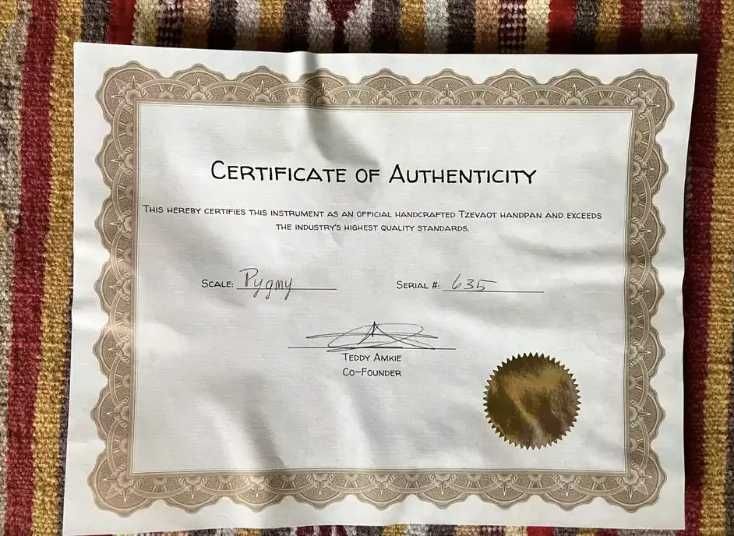 CERTIFICATE OF AUTHENTICITY
THIS HEREBY CERTIFIES THIS INSTRUMENT AS AN OFFICIAL HANDCRAFTED TZEVAOT HANDPAN AND EXCEEDS
THE INDUSTRY'S HIGHEST QUALITY STANDARDS.
SCALE: Pygmy SERIAL #: 635
TEDDY AMKIE
CO-FOUNDER